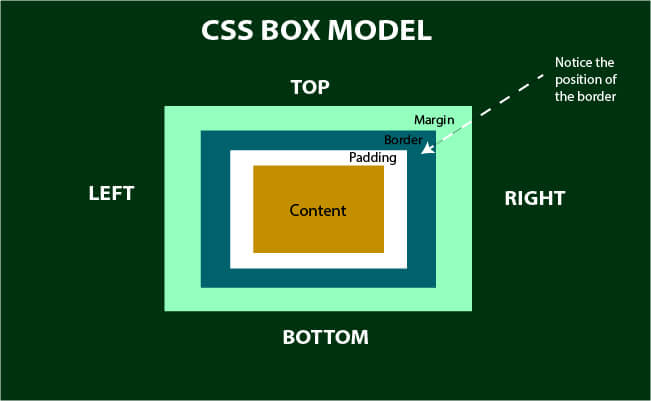 CSS BOX MODEL
Notice the
position of
the border
TOP
Margin
Border
Padding
LEFT
Content
RIGHT
BOTTOM